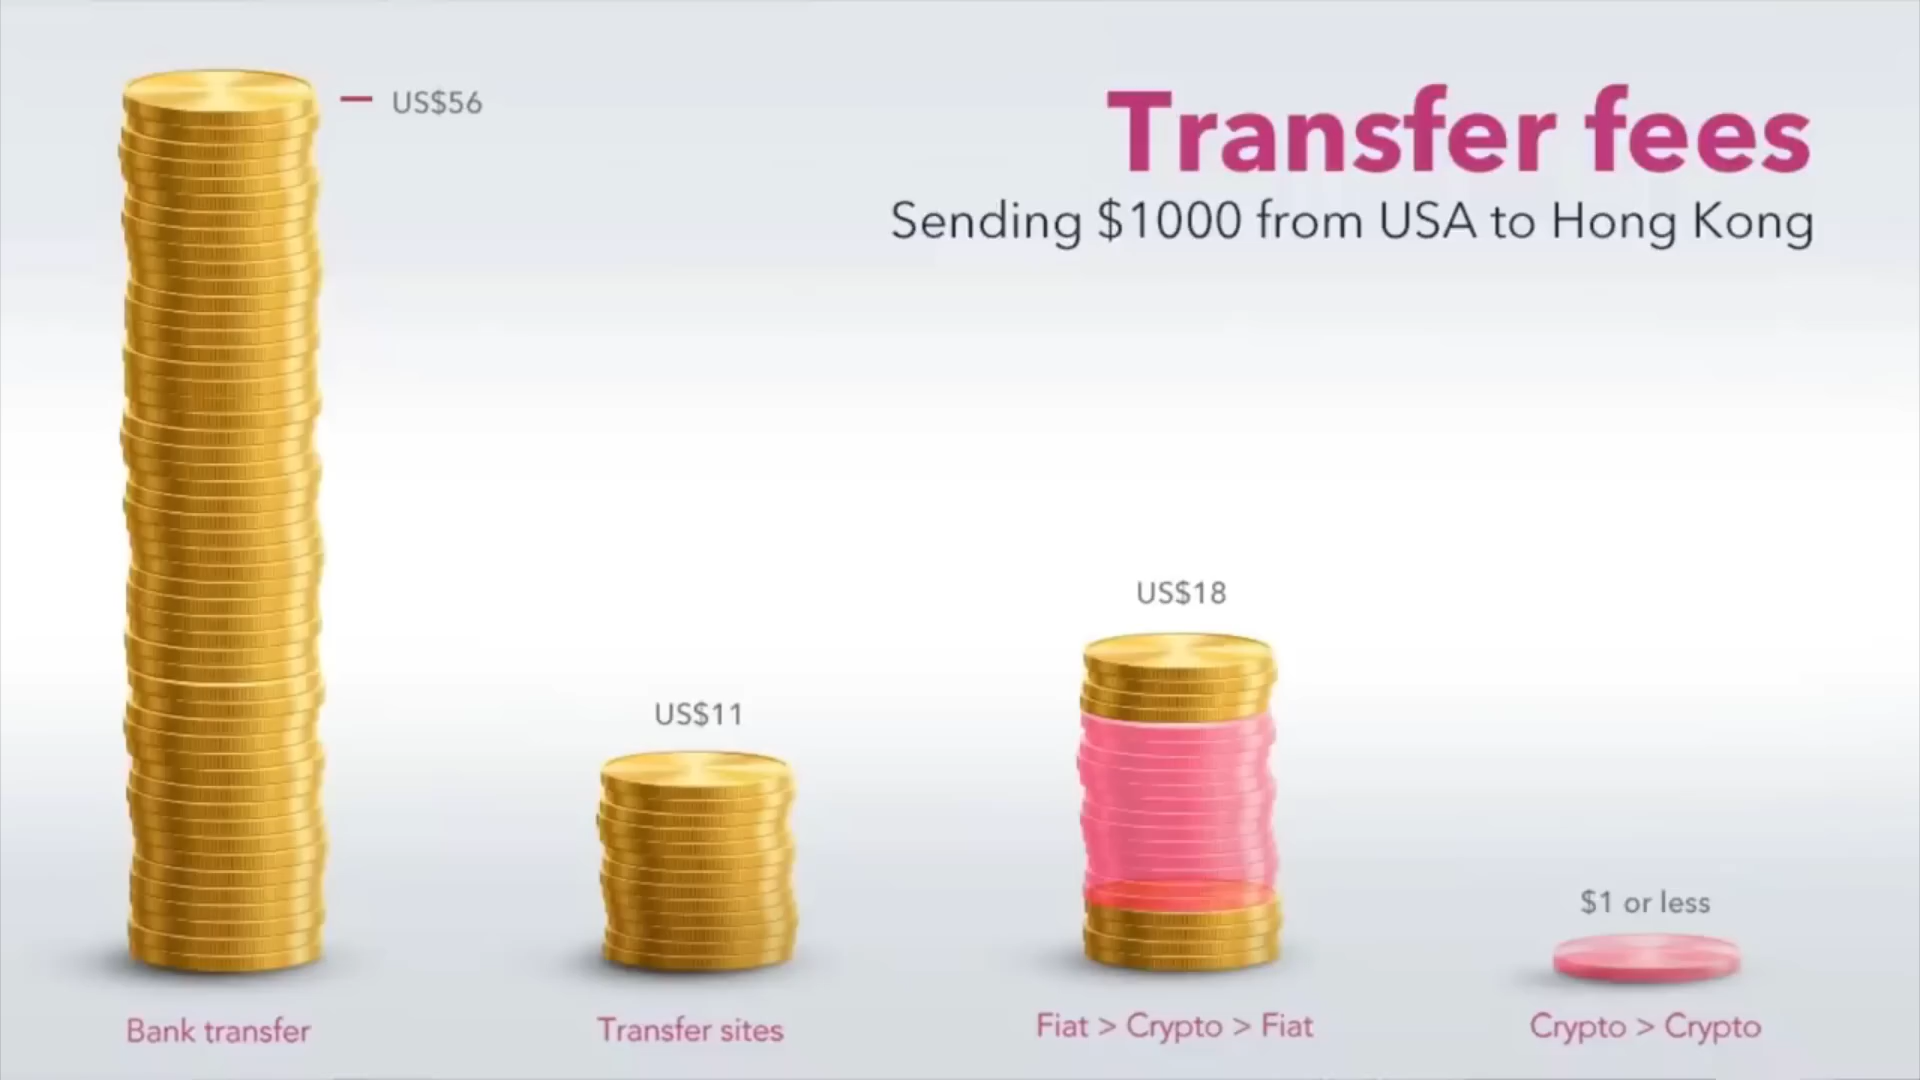 Transfer fees
Sending $1000 from USA to Hong Kong
US$56
US$11
US$18
$1 or less
Bank transfer
Transfer sites
Fiat > Crypto > Fiat
Crypto > Crypto